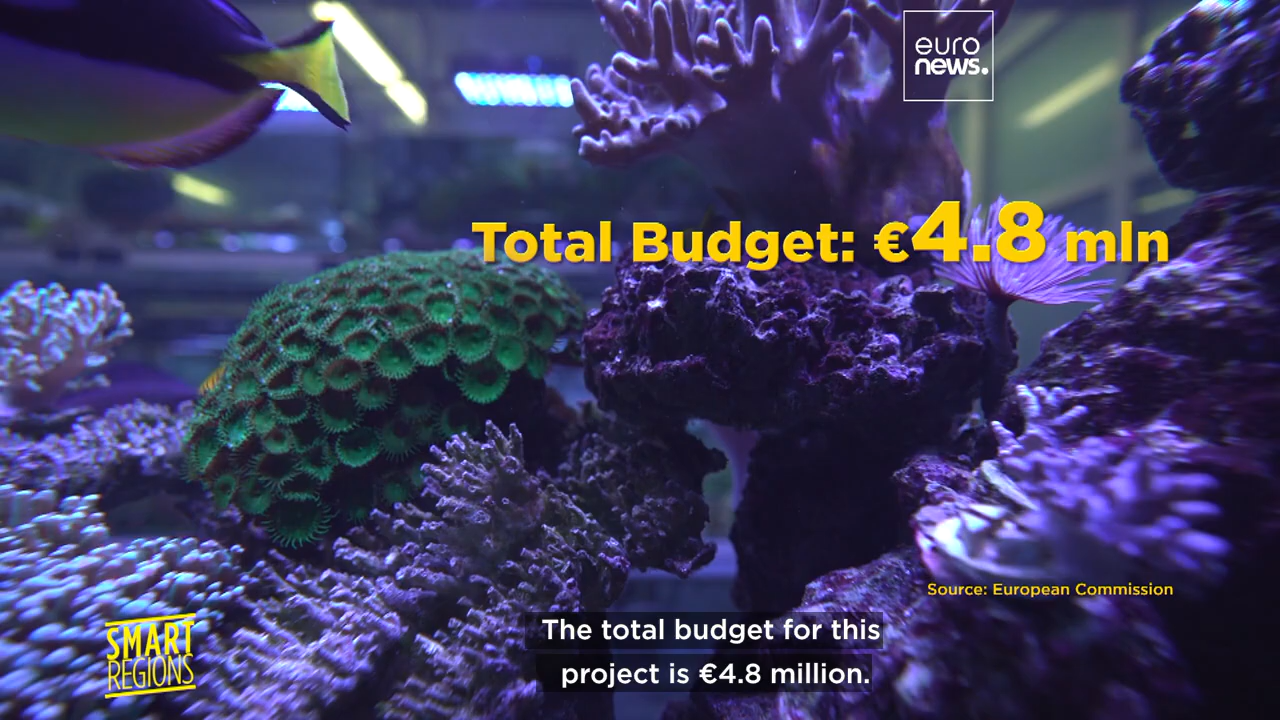 euro
news.
Total Budget: €4.8 mln
Source: European Commission
SMART
REGIONS
The total budget for this
project is €4.8 million.